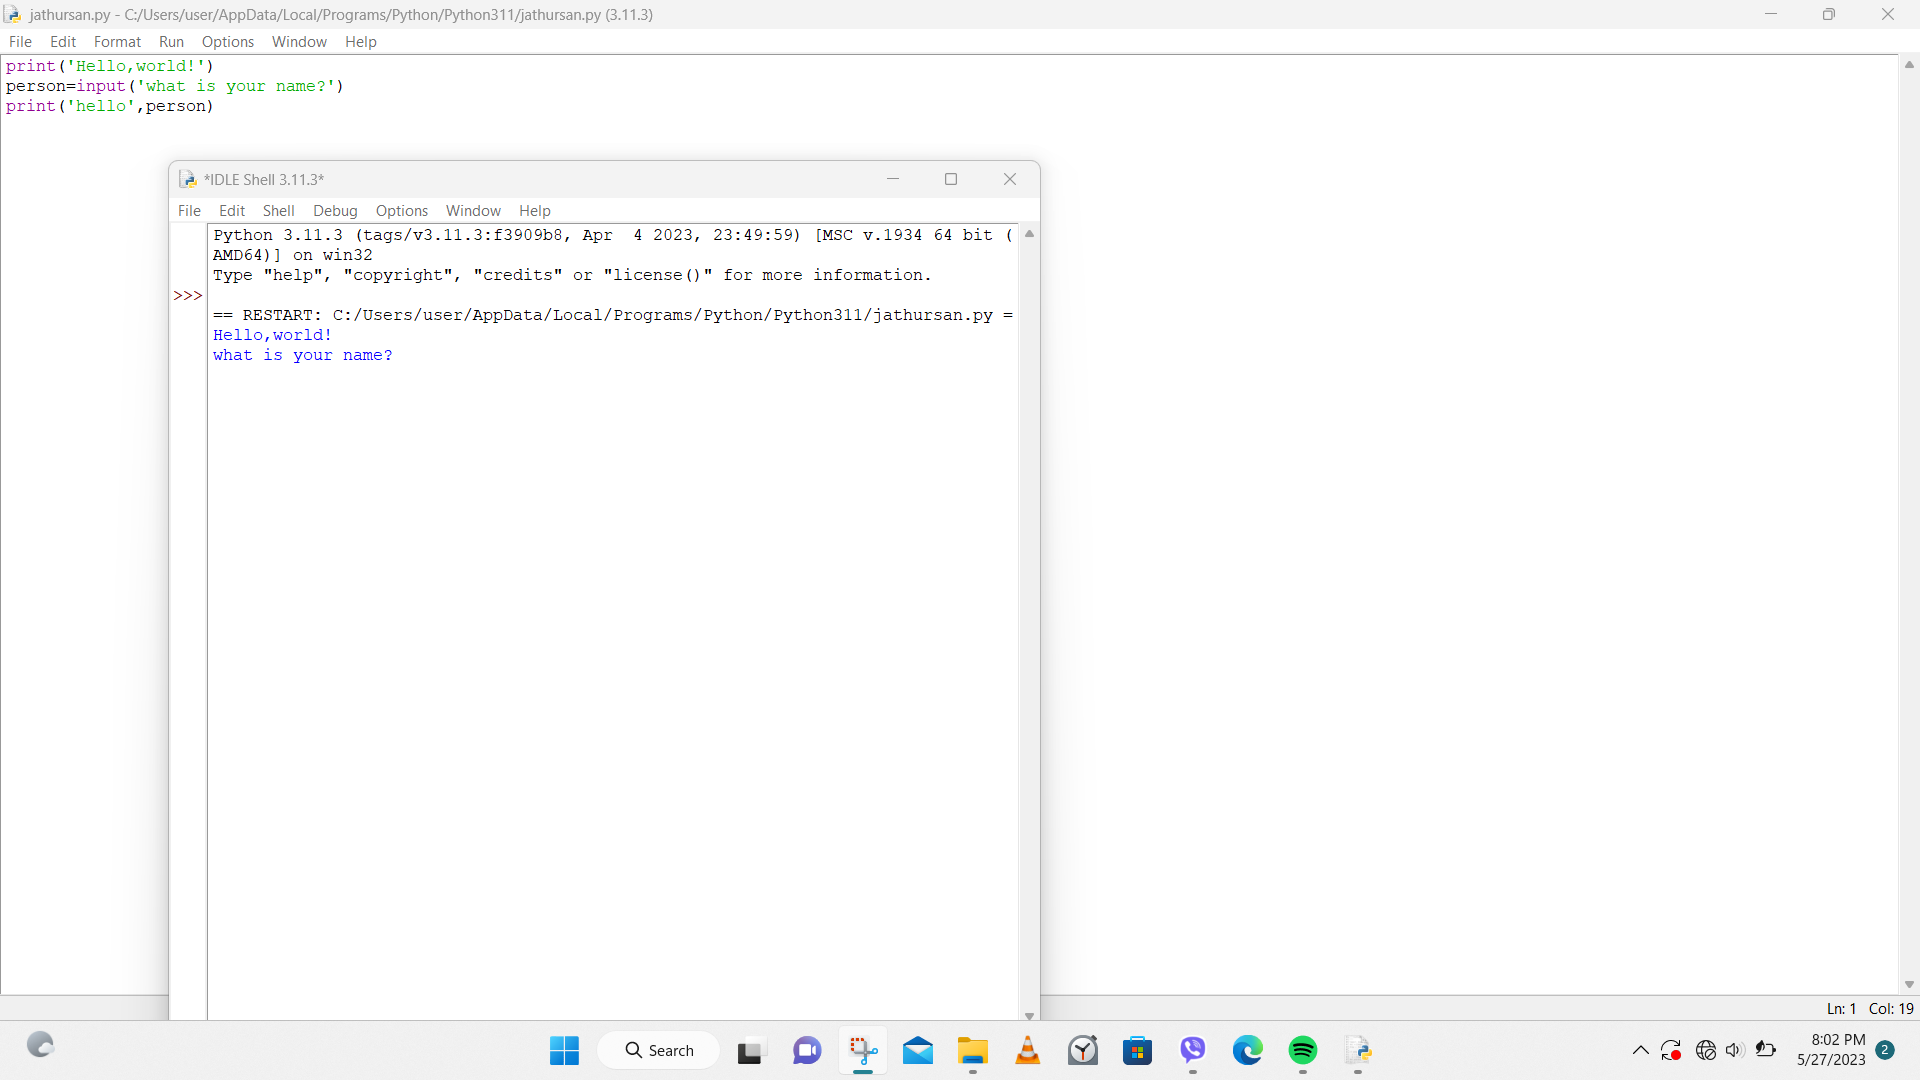 jathursan.py - C:/Users/user/AppData/Local/Programs/Python/Python311/jathursan.py (3.11.3)
File Edit Format Run Options Window Help
print('Hello,world!')
person=input('what is your name?')
print('hello',person)
*IDLE Shell 3.11.3*
File Edit Shell Debug Options Window Help
Python 3.11.3 (tags/v3.11.3:f3909b8, Apr  4 2023, 23:49:59) [MSC v.1934 64 bit (
AMD64)] on win32
Type "help", "copyright", "credits" or "license()" for more information.
>>>
== RESTART: C:/Users/user/AppData/Local/Programs/Python/Python311/jathursan.py =
Hello,world!
what is your name?
Ln: 1 Col: 19
Search
8:02 PM
5/27/2023
2